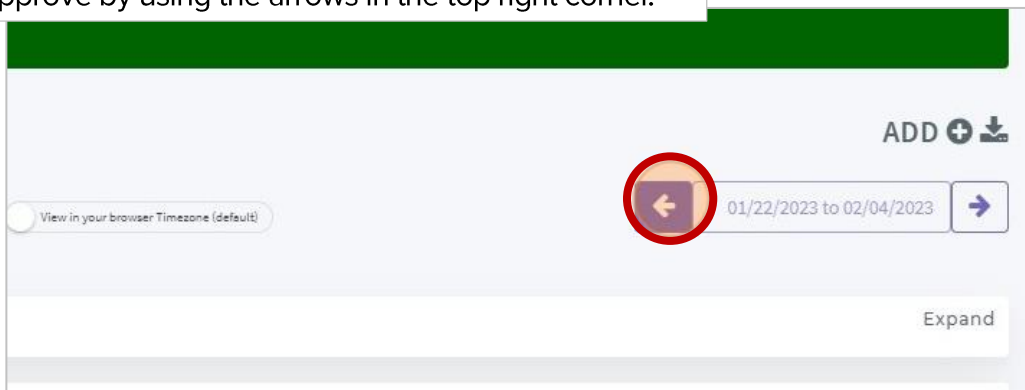 approve by using the arrows in the top right corner.
ADD
View in your browser Timezone (default)
01/22/2023 to 02/04/2023
Expand